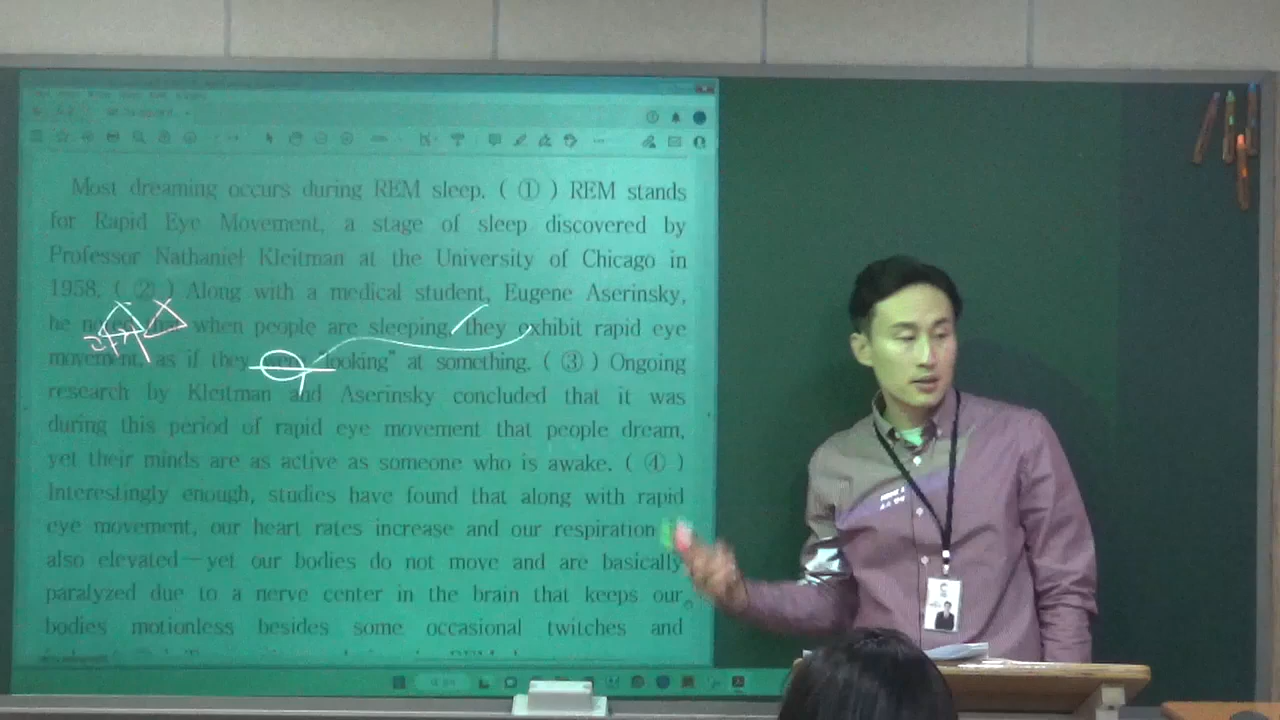 Most dreaming occurs during REM sleep. ( ① ) REM stands
for Rapid Eye Movement, a stage of sleep discovered by
Professor Nathaniel Kleitman at the University of Chicago in
1958. ( ② ) Along with a medical student, Eugene Aserinsky,
he when people are sleeping, they exhibit rapid eye
movement, as if they were "looking" at something. ( ③ ) Ongoing
research by Kleitman and Aserinsky concluded that it was
during this period of rapid eye movement that people dream,
yet their minds are as active as someone who is awake. ( ④ )
Interestingly enough, studies have found that along with rapid
eye movement, our heart rates increase and our respiration
also elevated—yet our bodies do not move and are basically
paralyzed due to a nerve center in the brain that keeps our
bodies motionless besides some occasional twitches and